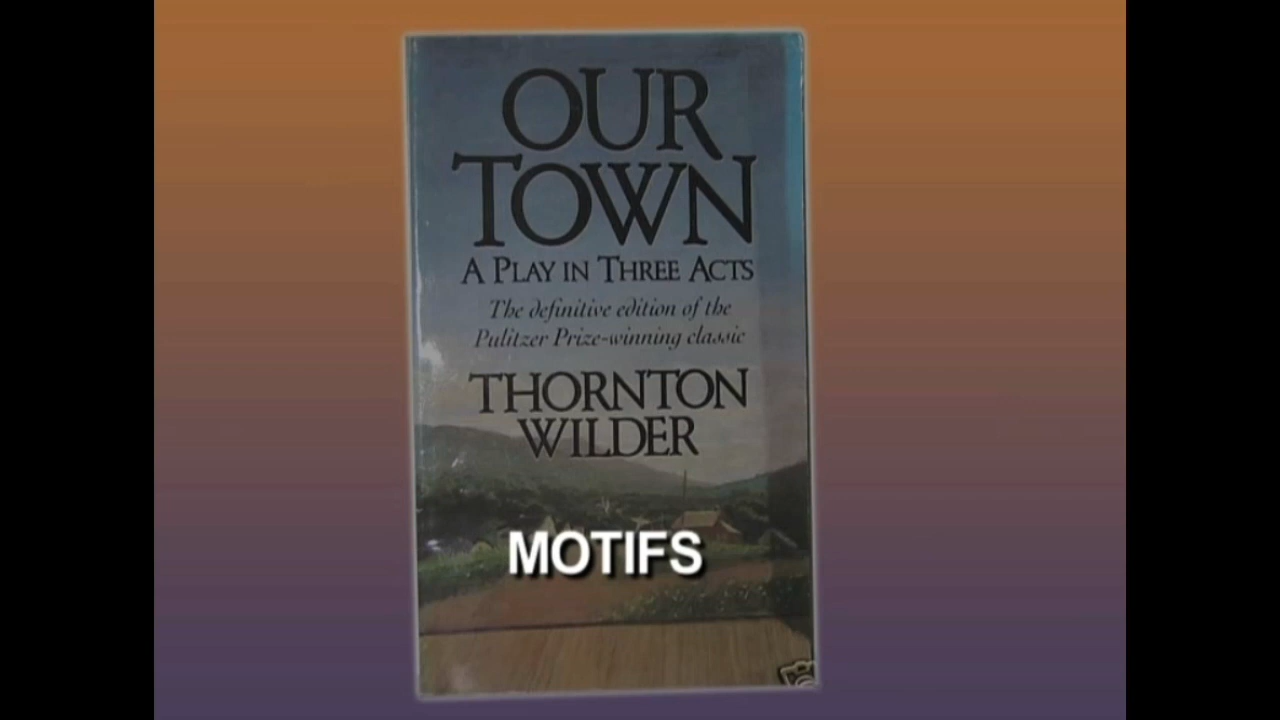 OUR
TOWN
A PLAY IN THREE ACTS
The definitive edition of the
Pulitzer Prize-winning classic
THORNTON
WILDER
MOTIFS